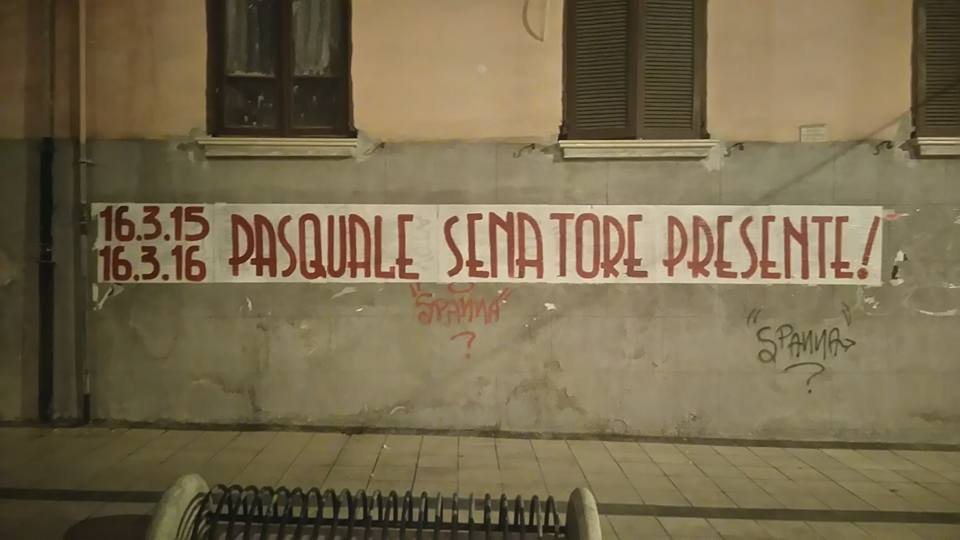 16.3.15
16.3.16
PASQUALE SENATORE PRESENTE!
"SPANNA"
?
"SPANNA"
?